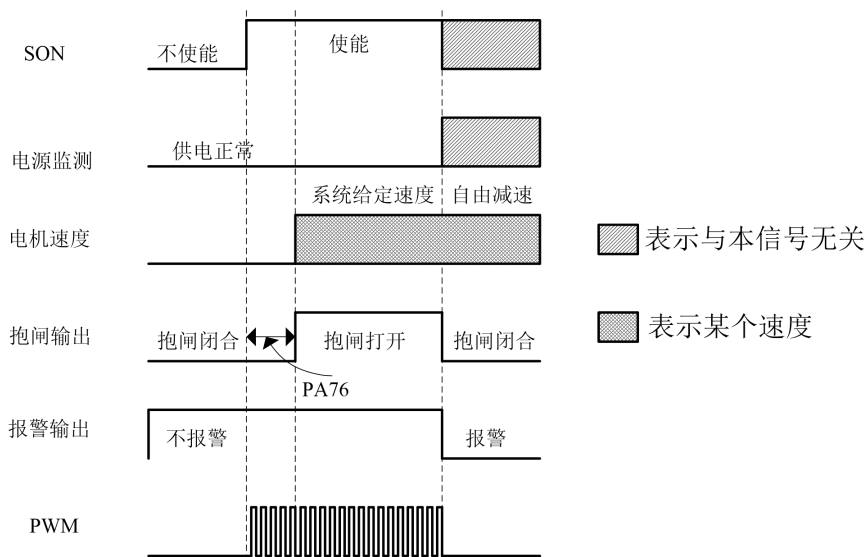 SON
不使能
使能
电源监测
供电正常
系统给定速度
自由减速
电机速度
表示与本信号无关
抱闸输出
抱闸闭合
抱闸打开
抱闸闭合
表示某个速度
PA76
报警输出
不报警
报警
PWM